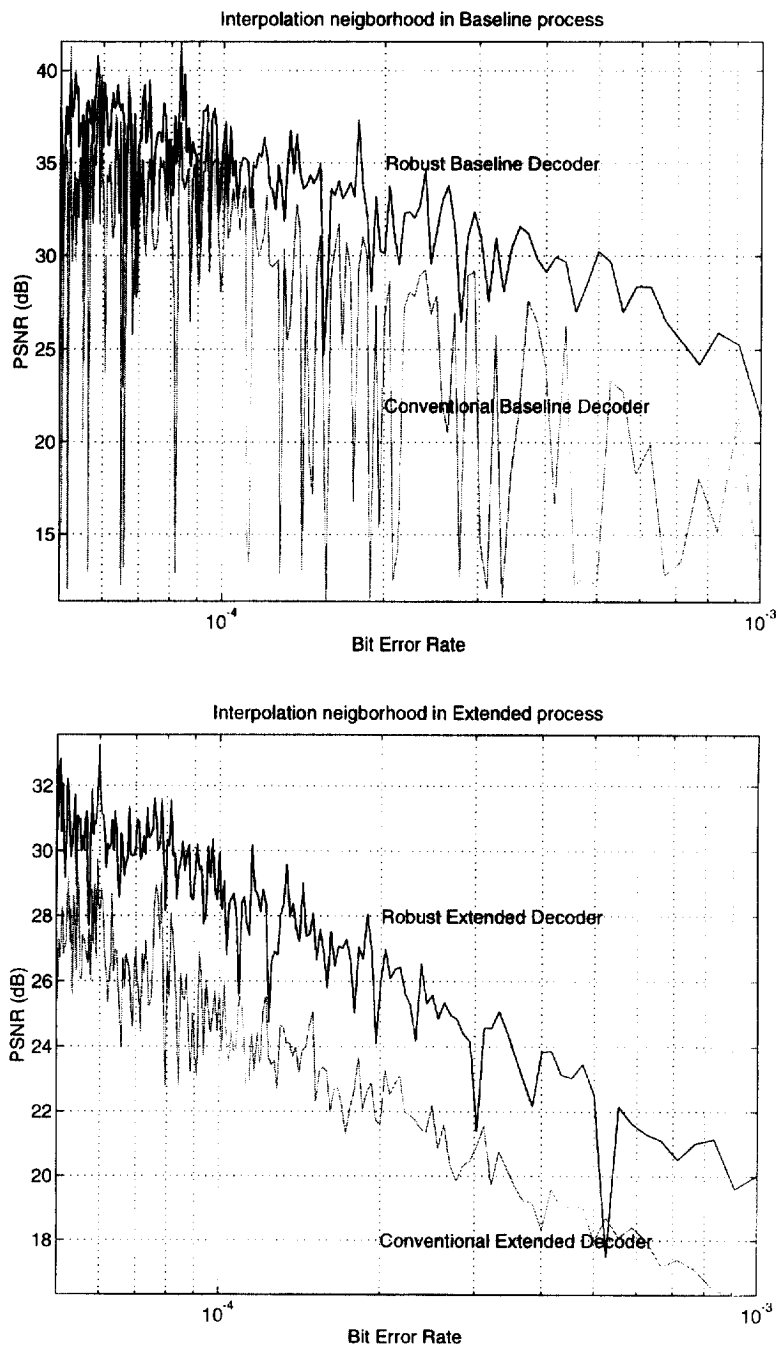 Interpolation neigborhood in Baseline process
40
35
30
25
20
15
PSNR (dB)
Robust Baseline Decoder
Conventional Baseline Decoder
10-4
10-3
Bit Error Rate
Interpolation neigborhood in Extended process
32
30
28
26
24
22
20
18
PSNR (dB)
Robust Extended Decoder
Conventional Extended Decoder
10-4
10-3
Bit Error Rate